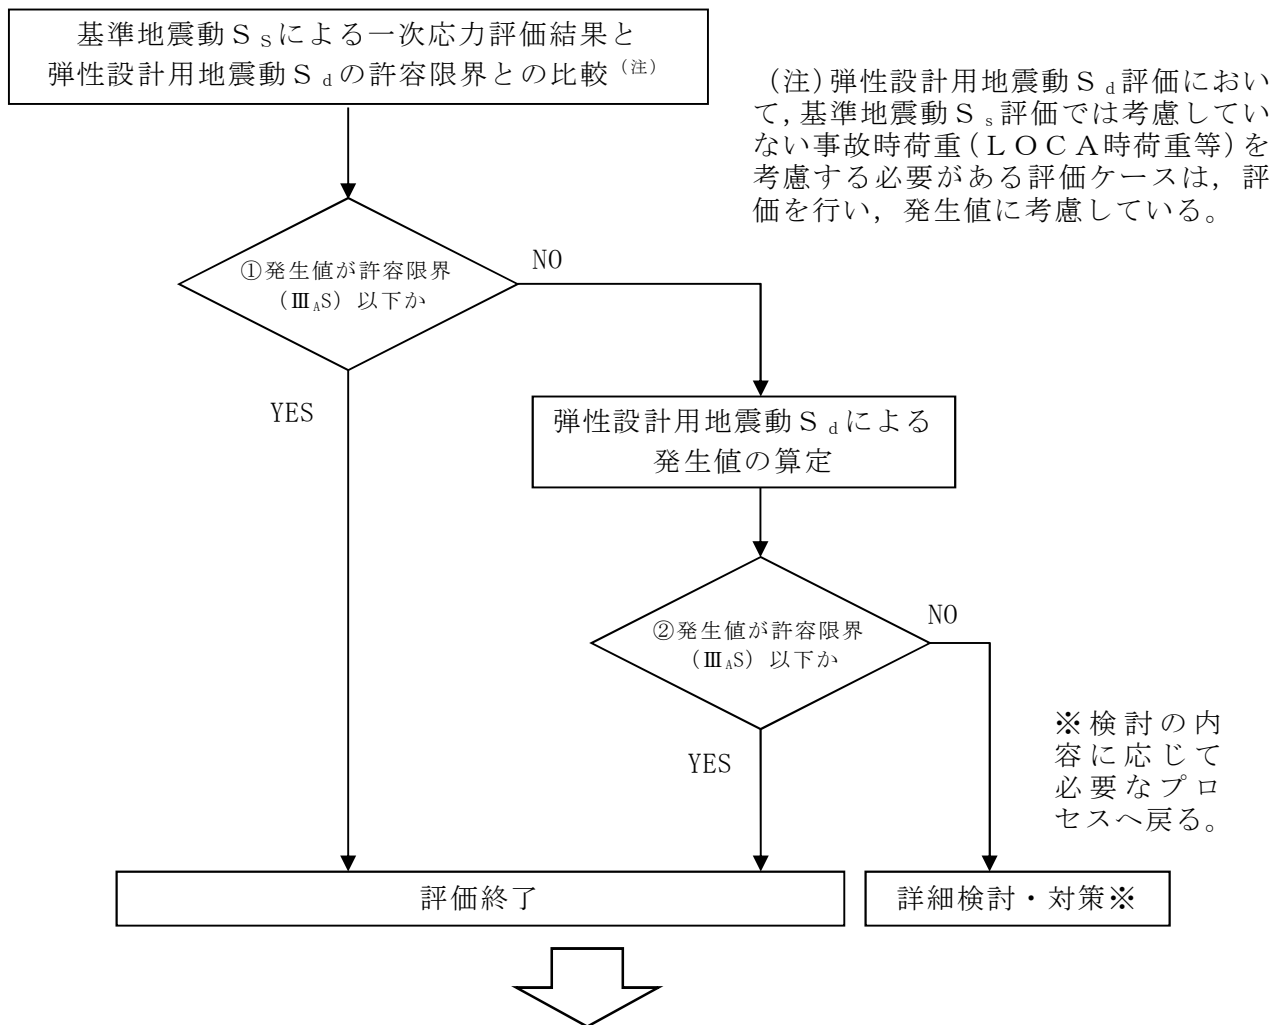 基準地震動Ｓｓによる一次応力評価結果と
弾性設計用地震動Ｓｄの許容限界との比較（注）
（注）弾性設計用地震動Ｓｄ評価におい
て，基準地震動Ｓｓ評価では考慮してい
ない事故時荷重（ＬＯＣＡ時荷重等）を
考慮する必要がある評価ケースは，評
価を行い，発生値に考慮している。
①発生値が許容限界
（ⅢAS）以下か
NO
YES
弾性設計用地震動Ｓｄによる
発生値の算定
②発生値が許容限界
（ⅢAS）以下か
NO
YES
※検討の内
容に応じて
必要なプロ
セスへ戻る。
評価終了
詳細検討・対策※